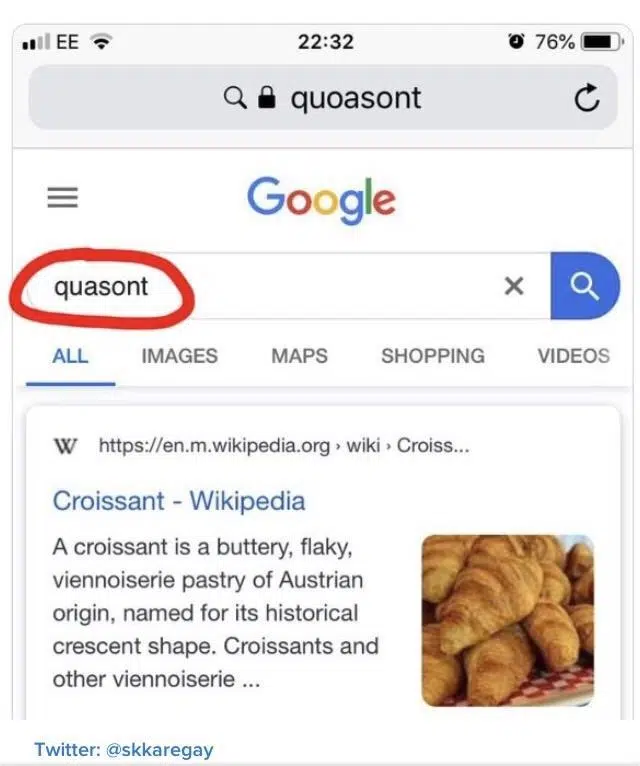 EE 22:32 76%
quoasont
Google
quasont ×
ALL IMAGES MAPS SHOPPING VIDEOS
W https://en.m.wikipedia.org › wiki › Croiss...
Croissant - Wikipedia
A croissant is a buttery, flaky,
viennoiserie pastry of Austrian
origin, named for its historical
crescent shape. Croissants and
other viennoiserie ...
Twitter: @skkaregay